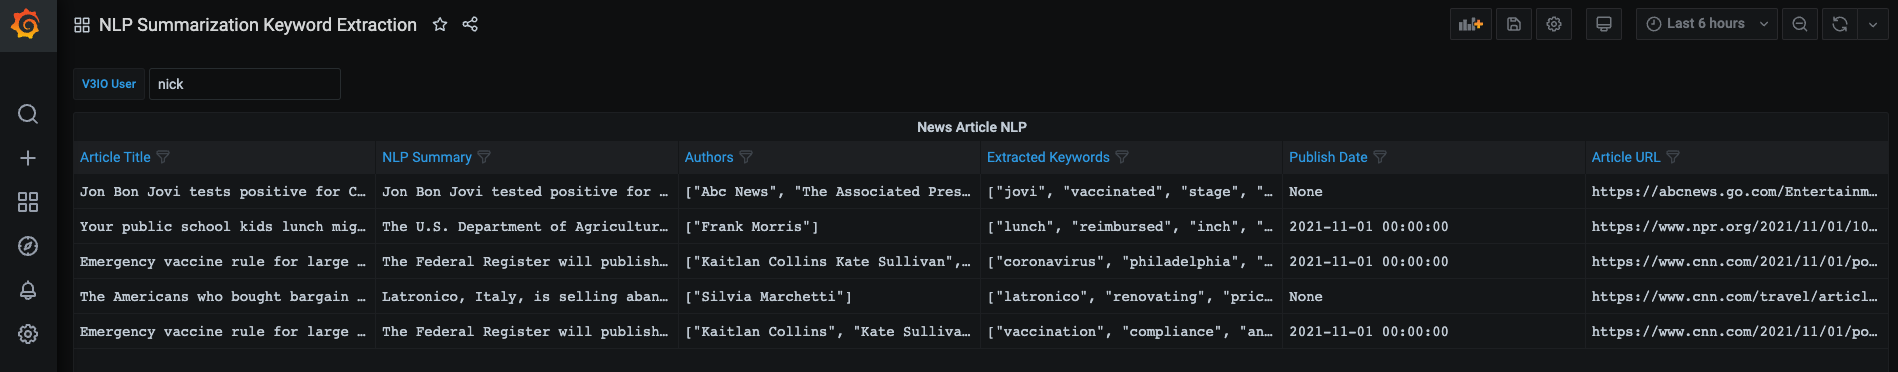 NLP Summarization Keyword Extraction
Last 6 hours
V3IO User nick
News Article NLP
Article Title NLP Summary Authors Extracted Keywords Publish Date Article URL
Jon Bon Jovi tests positive for C… Jon Bon Jovi tested positive for … ["Abc News", "The Associated Pres… ["jovi", "vaccinated", "stage", "… None https://abcnews.go.com/Entertainm…
Your public school kids lunch mig… The U.S. Department of Agricultur… ["Frank Morris"] ["lunch", "reimbursed", "inch", "… 2021-11-01 00:00:00 https://www.npr.org/2021/11/01/10…
Emergency vaccine rule for large … The Federal Register will publish… ["Kaitlan Collins Kate Sullivan",… ["coronavirus", "philadelphia", "… 2021-11-01 00:00:00 https://www.cnn.com/2021/11/01/po…
The Americans who bought bargain … Latronico, Italy, is selling aban… ["Silvia Marchetti"] ["latronico", "renovating", "pric… None https://www.cnn.com/travel/articl…
Emergency vaccine rule for large … The Federal Register will publish… ["Kaitlan Collins", "Kate Sulliva… ["vaccination", "compliance", "an… 2021-11-01 00:00:00 https://www.cnn.com/2021/11/01/po…